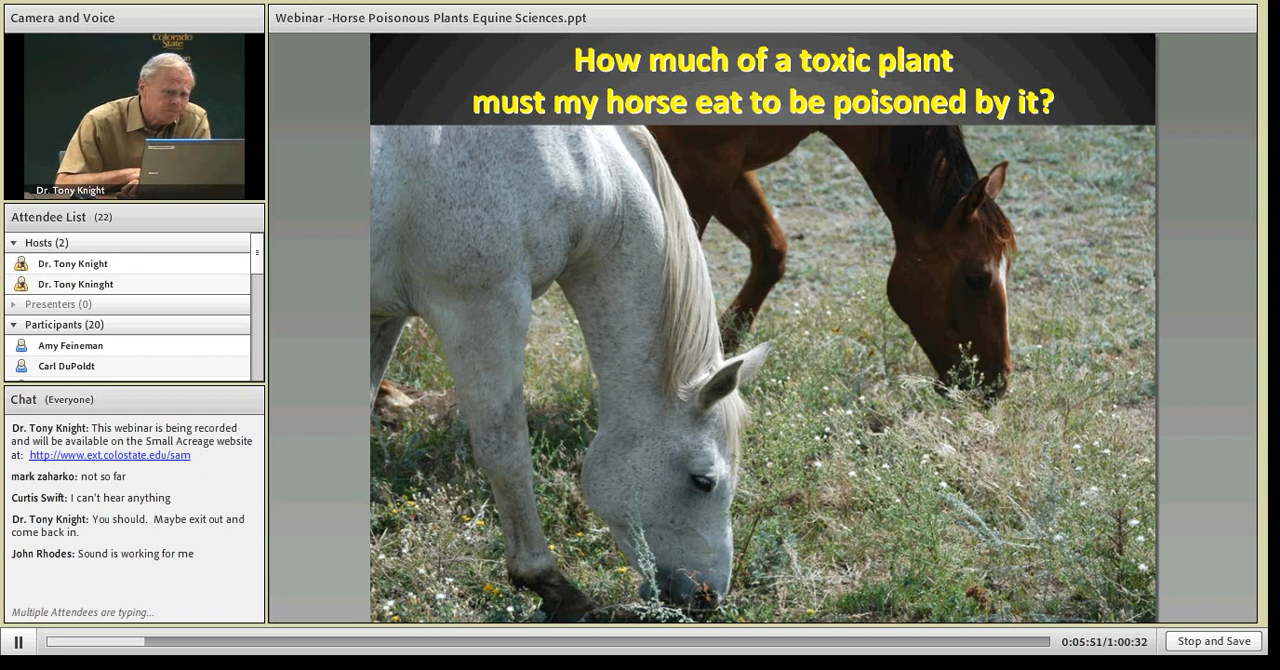 Camera and Voice
Colorado
State
Dr. Tony Knight
Attendee List (22)
Hosts (2)
Dr. Tony Knight
Dr. Tony Kninght
Presenters (0)
Participants (20)
Amy Feineman
Carl DuPoldt
Chat (Everyone)
Dr. Tony Knight: This webinar is being recorded
and will be available on the Small Acreage website
at: http://www.ext.colostate.edu/sam
mark zaharko: not so far
Curtis Swift: I can't hear anything
Dr. Tony Knight: You should. Maybe exit out and
come back in.
John Rhodes: Sound is working for me
Multiple Attendees are typing...
Webinar -Horse Poisonous Plants Equine Sciences.ppt
How much of a toxic plant
must my horse eat to be poisoned by it?
0:05:51/1:00:32
Stop and Save